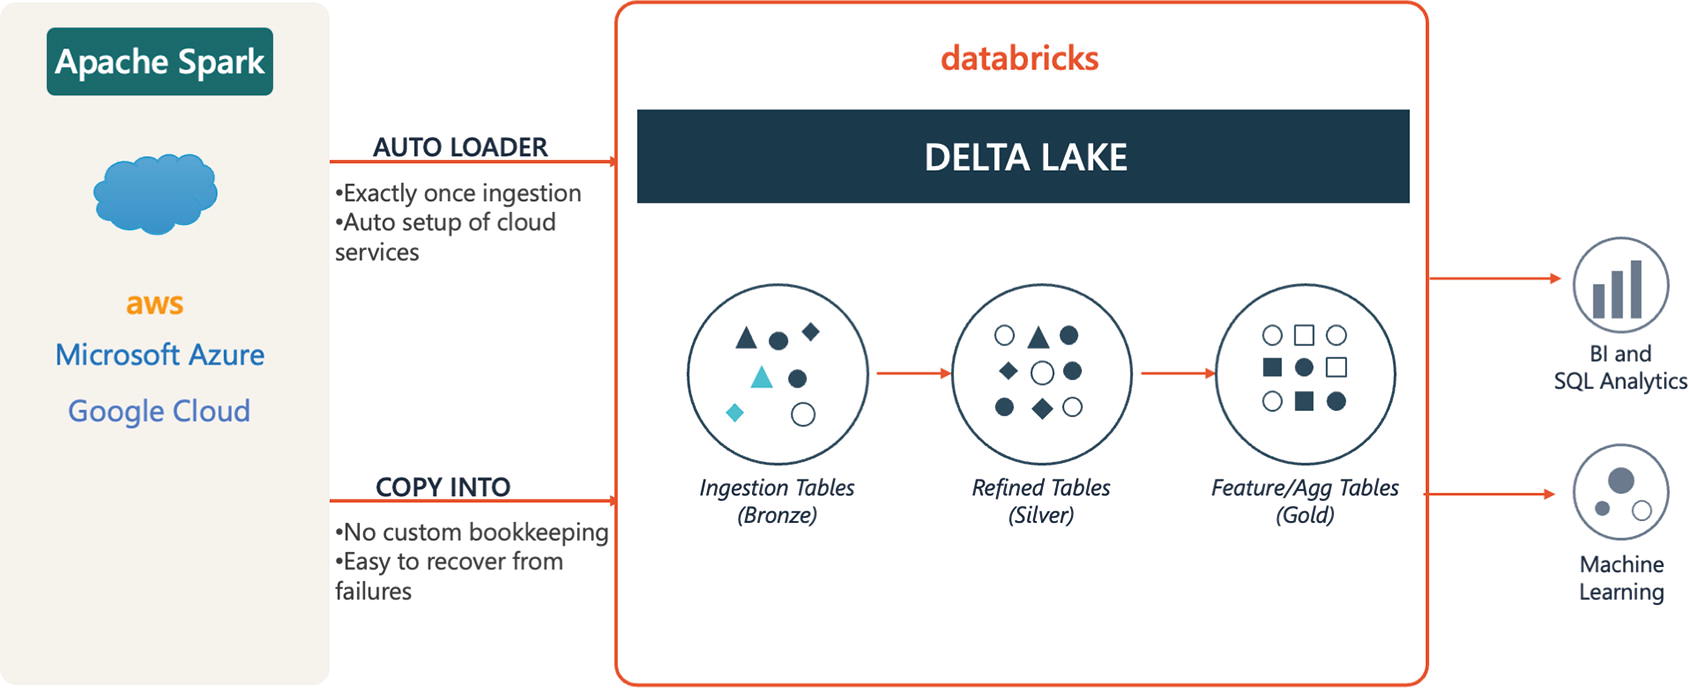 Apache Spark
aws
Microsoft Azure
Google Cloud
AUTO LOADER
•Exactly once ingestion
•Auto setup of cloud
services
COPY INTO
•No custom bookkeeping
•Easy to recover from
failures
databricks
DELTA LAKE
Ingestion Tables
(Bronze)
Refined Tables
(Silver)
Feature/Agg Tables
(Gold)
BI and
SQL Analytics
Machine
Learning